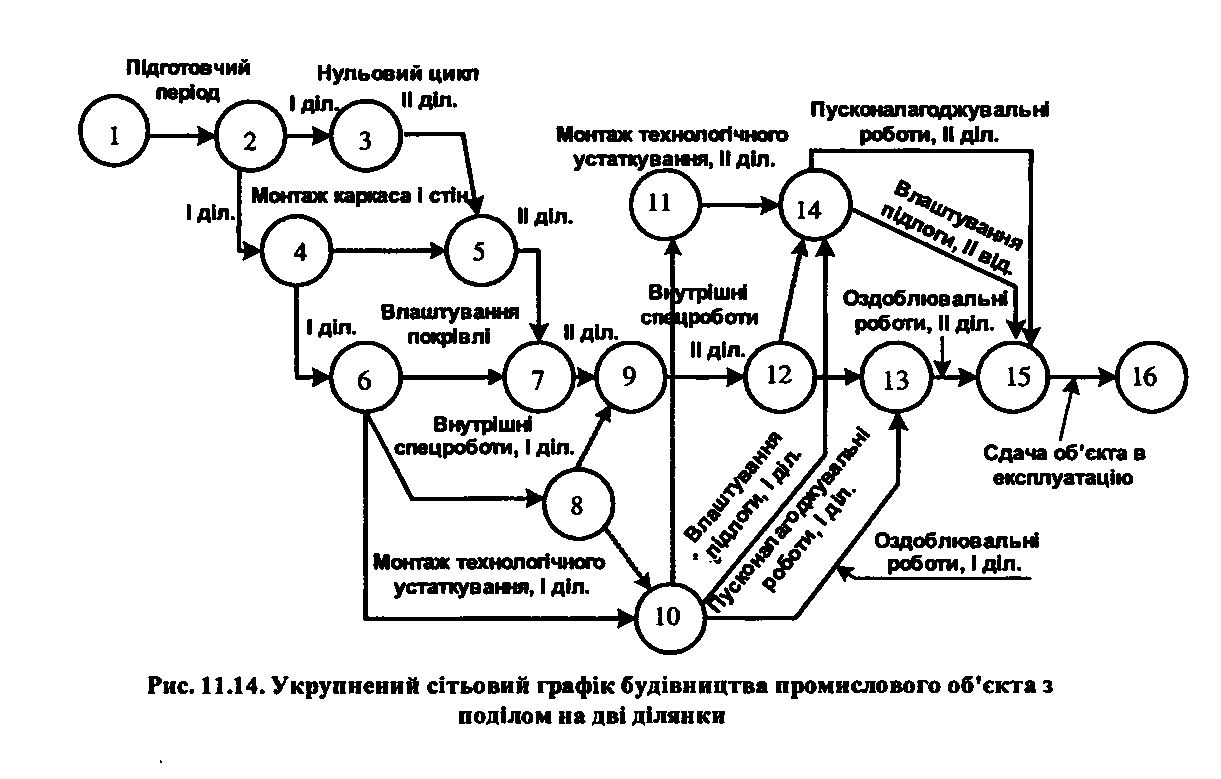 Підготовчий
період
Нульовий цикл
І діл.
ІІ діл.
1
2
3
Монтаж каркаса і стін
І діл.
ІІ діл.
4
5
І діл.
Влаштування
покрівлі
ІІ діл.
6
7
9
Внутрішні
спецроботи
ІІ діл.
12
Внутрішні
спецроботи, І діл.
8
Монтаж технологічного
устаткування, І діл.
10
Монтаж технологічного
устаткування, ІІ діл.
11
14
Пусконалагоджувальні
роботи, ІІ діл.
Влаштування
підлоги, ІІ від.
Оздоблювальні
роботи, ІІ діл.
13
15
16
Сдача об'єкта в
експлуатацію
Влаштування
підлоги, І діл.
Пусконалагоджувальні
роботи, І діл.
Оздоблювальні
роботи, І діл.
Рис. 11.14. Укрупнений сітьовий графік будівництва промислового об'єкта з
поділом на дві ділянки